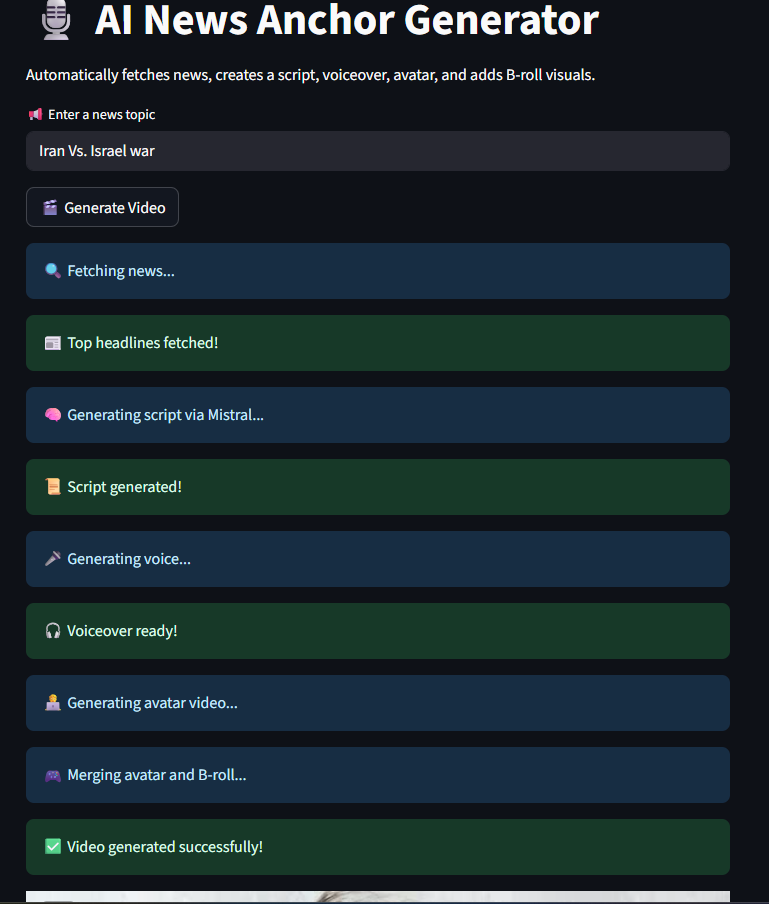 AI News Anchor Generator
Automatically fetches news, creates a script, voiceover, avatar, and adds B-roll visuals.
Enter a news topic
Iran Vs. Israel war
Generate Video
Fetching news...
Top headlines fetched!
Generating script via Mistral...
Script generated!
Generating voice...
Voiceover ready!
Generating avatar video...
Merging avatar and B-roll...
Video generated successfully!